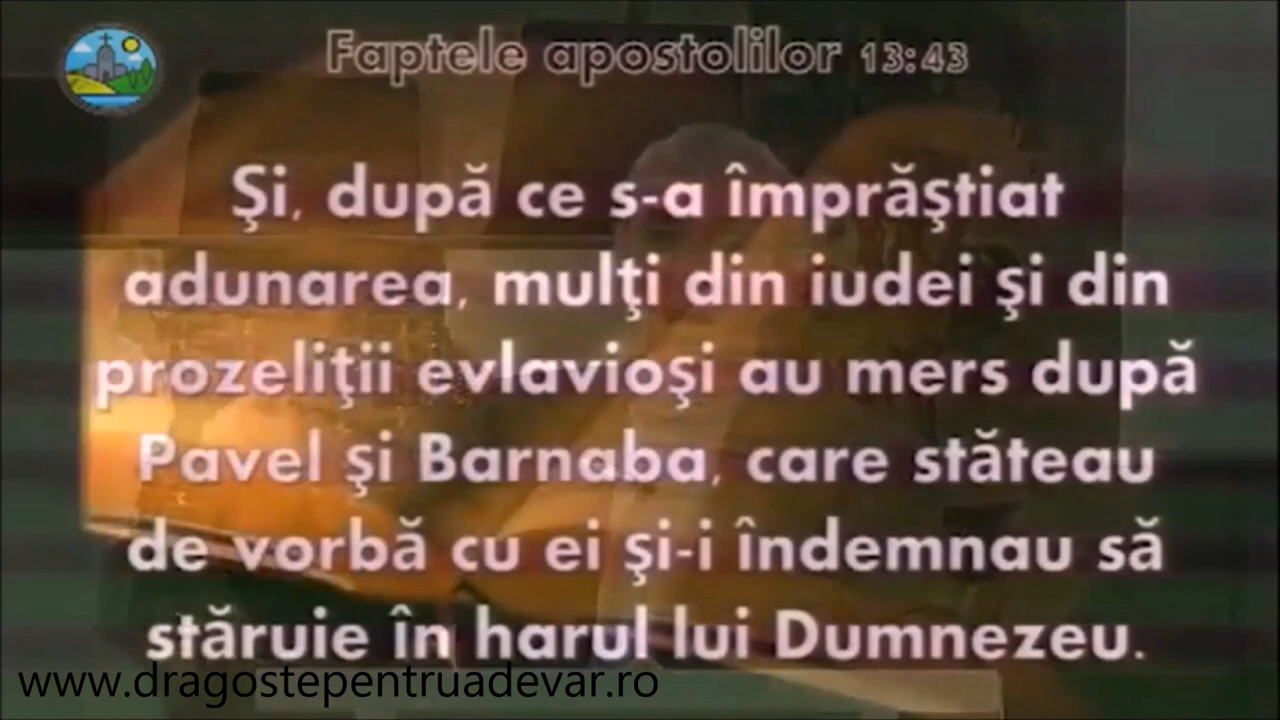 Faptele apostolilor 13:43
Şi, după ce s-a împrăştiat
adunarea, mulţi din iudei şi din
prozeliţii evlavioşi au mers după
Pavel şi Barnaba, care stăteau
de vorbă cu ei şi-i îndemnau să
stăruie în harul lui Dumnezeu.
www.dragostepentruadevar.ro